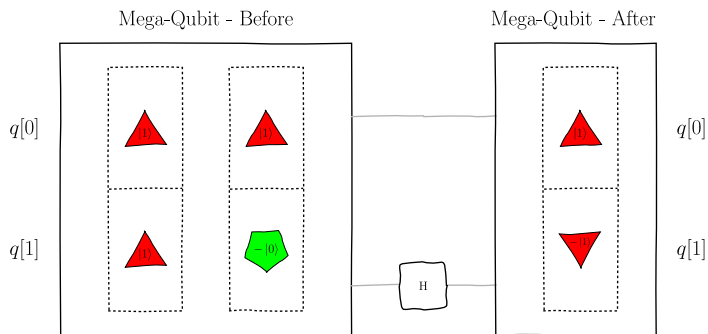 Mega-Qubit - Before Mega-Qubit - After
q[0] |1⟩ |1⟩ |1⟩ q[0]
q[1] |1⟩ −|0⟩ −|1⟩ q[1]
H